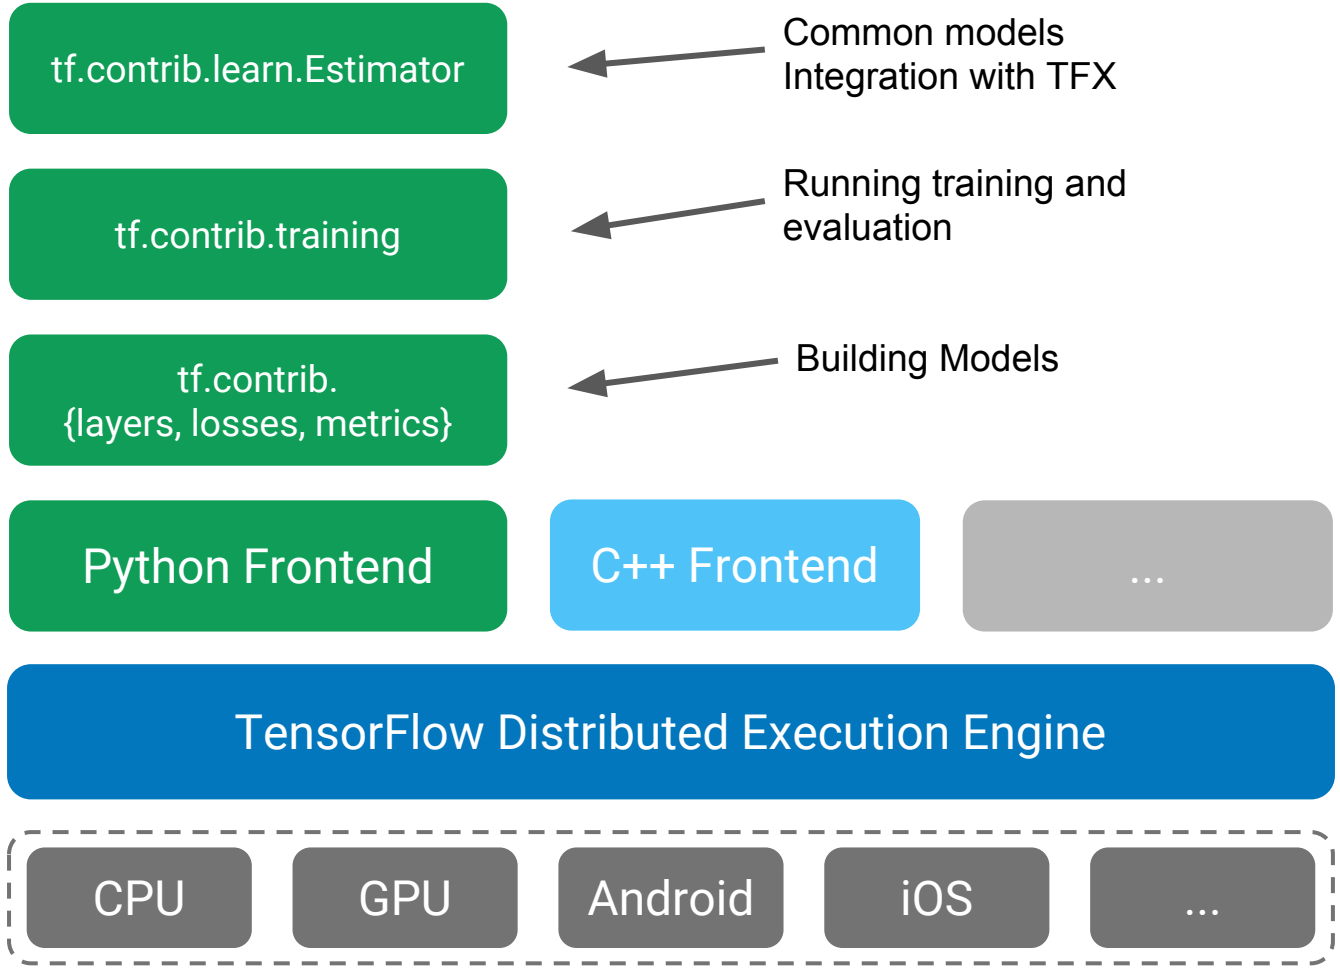 tf.contrib.learn.Estimator
Common models
Integration with TFX
tf.contrib.training
Running training and
evaluation
tf.contrib.
{layers, losses, metrics}
Building Models
Python Frontend
C++ Frontend
...
TensorFlow Distributed Execution Engine
CPU
GPU
Android
iOS
...